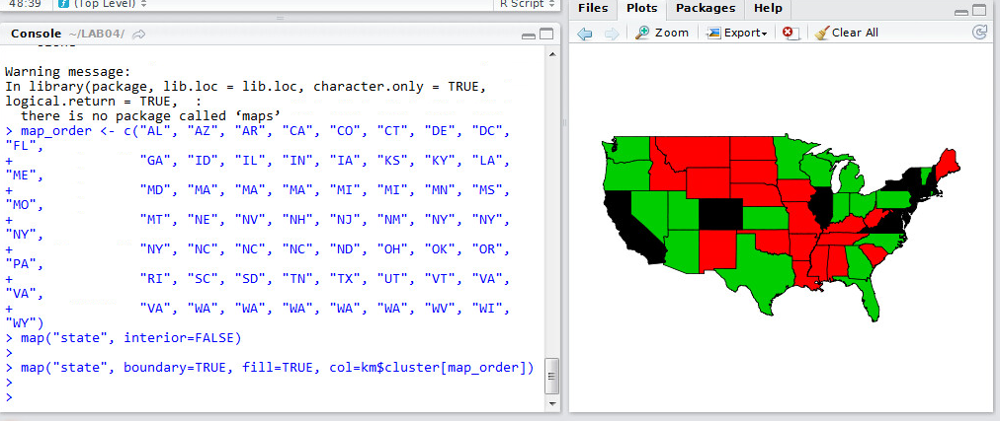 48:39 (Top Level) R Script
Console ~/LAB04/
Warning message:
In library(package, lib.loc = lib.loc, character.only = TRUE,
logical.return = TRUE,  :
  there is no package called ‘maps’
> map_order <- c("AL", "AZ", "AR", "CA", "CO", "CT", "DE", "DC",
"FL",
+ "GA", "ID", "IL", "IN", "IA", "KS", "KY", "LA",
"ME",
+ "MD", "MA", "MA", "MA", "MI", "MI", "MN", "MS",
"MO",
+ "MT", "NE", "NV", "NH", "NJ", "NM", "NY", "NY",
"NY",
+ "NY", "NC", "NC", "NC", "ND", "OH", "OK", "OR",
"PA",
+ "RI", "SC", "SD", "TN", "TX", "UT", "VT", "VA",
"VA",
+ "VA", "WA", "WA", "WA", "WA", "WA", "WV", "WI",
"WY")
> map("state", interior=FALSE)
>
> map("state", boundary=TRUE, fill=TRUE, col=km$cluster[map_order])
>
>
Files Plots Packages Help
Zoom Export Clear All